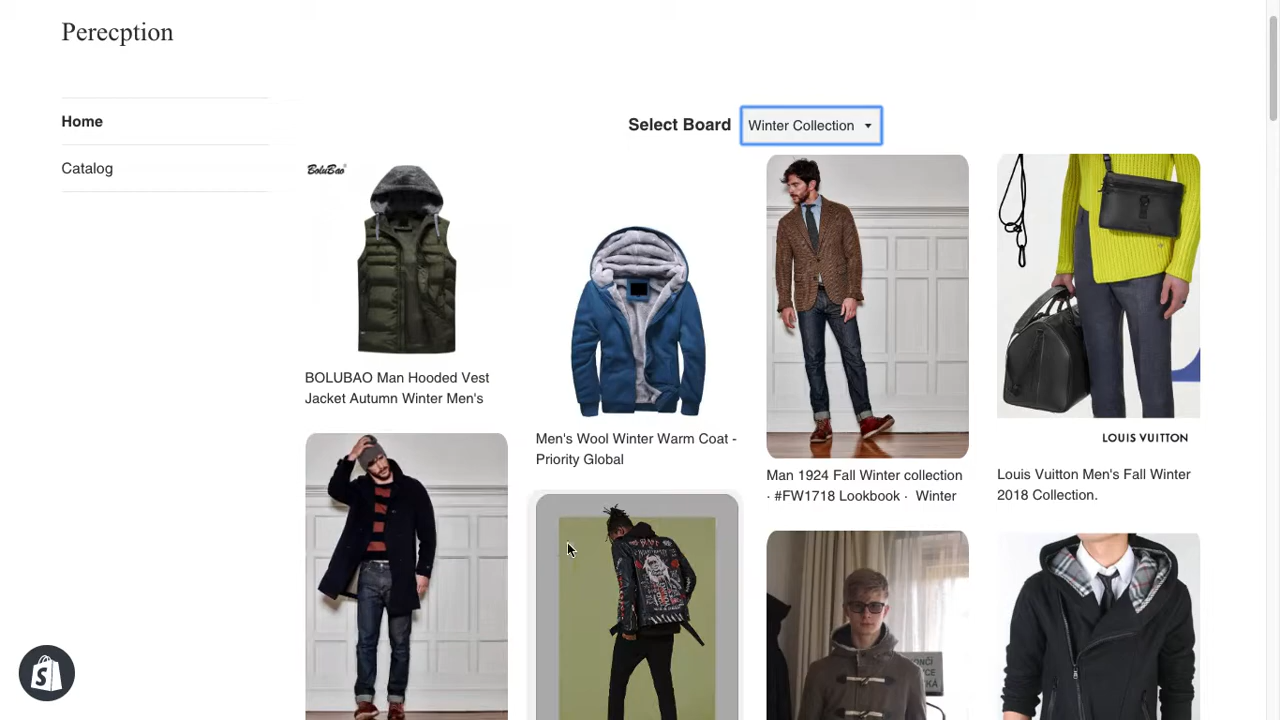 Perecption
Home
Catalog
Select Board
Winter Collection
BoluBao
BOLUBAO Man Hooded Vest
Jacket Autumn Winter Men's
Men's Wool Winter Warm Coat -
Priority Global
Man 1924 Fall Winter collection
· #FW1718 Lookbook ·  Winter
LOUIS VUITTON
Louis Vuitton Men's Fall Winter
2018 Collection.